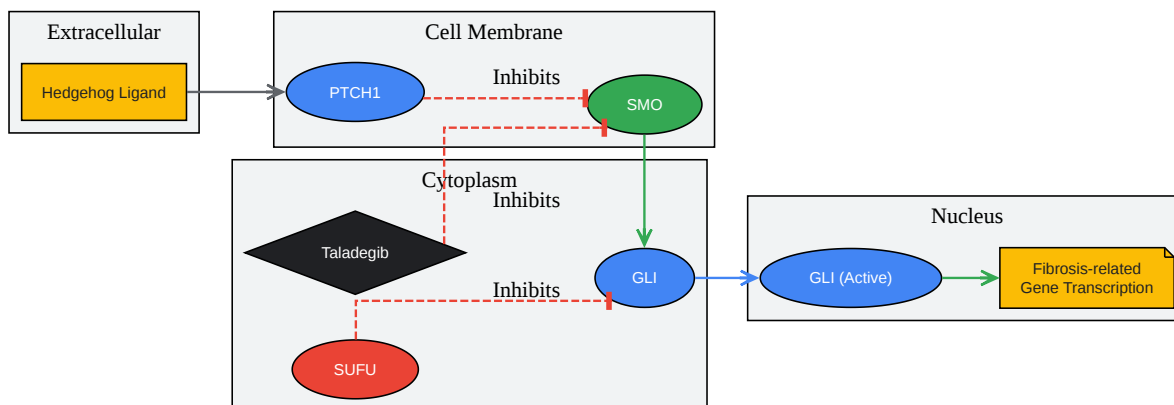 Extracellular
Hedgehog Ligand
Cell Membrane
PTCH1
Inhibits
SMO
Cytoplasm
Inhibits
Taladegib
GLI
Inhibits
SUFU
Nucleus
GLI (Active)
Fibrosis-related
Gene Transcription